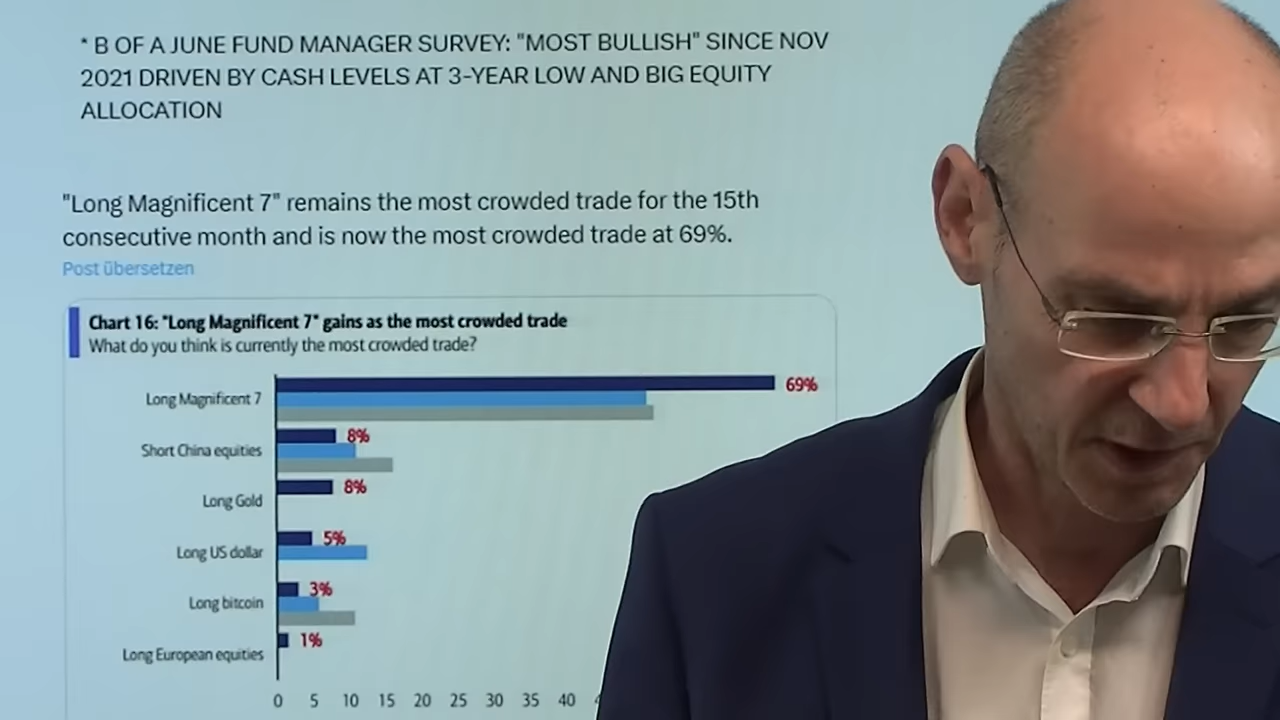 * B OF A JUNE FUND MANAGER SURVEY: "MOST BULLISH" SINCE NOV
2021 DRIVEN BY CASH LEVELS AT 3-YEAR LOW AND BIG EQUITY
ALLOCATION
"Long Magnificent 7" remains the most crowded trade for the 15th
consecutive month and is now the most crowded trade at 69%.
Post übersetzen
Chart 16: "Long Magnificent 7" gains as the most crowded trade
What do you think is currently the most crowded trade?
Long Magnificent 7 69%
Short China equities 8%
Long Gold 8%
Long US dollar 5%
Long bitcoin 3%
Long European equities 1%
0 5 10 15 20 25 30 35 40